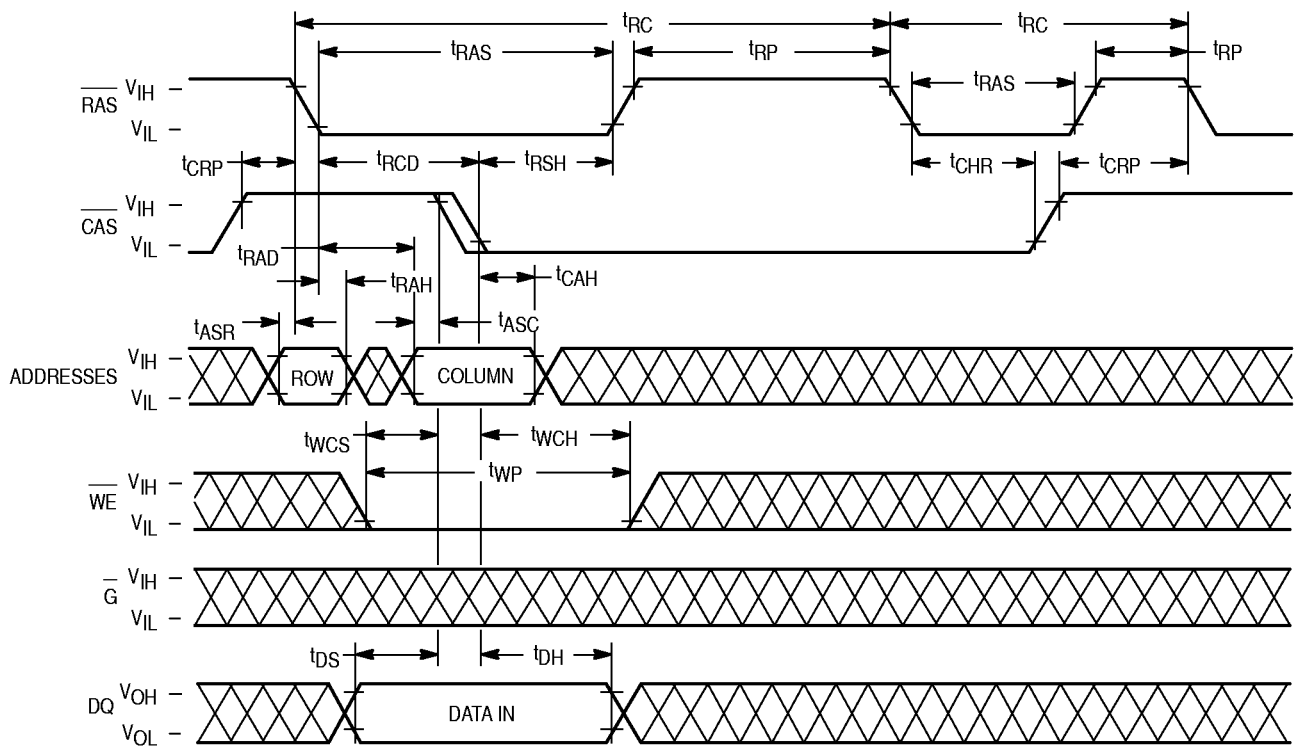 tRC tRC
tRAS tRP tRAS tRP
RAS VIH
VIL
tCRP tRCD tRSH tCHR tCRP
CAS VIH
VIL
tRAD
tRAH tCAH
tASR tASC
ADDRESSES VIH
VIL
ROW COLUMN
tWCS tWCH
tWP
WE VIH
VIL
G VIH
VIL
tDS tDH
DQ VOH
VOL
DATA IN